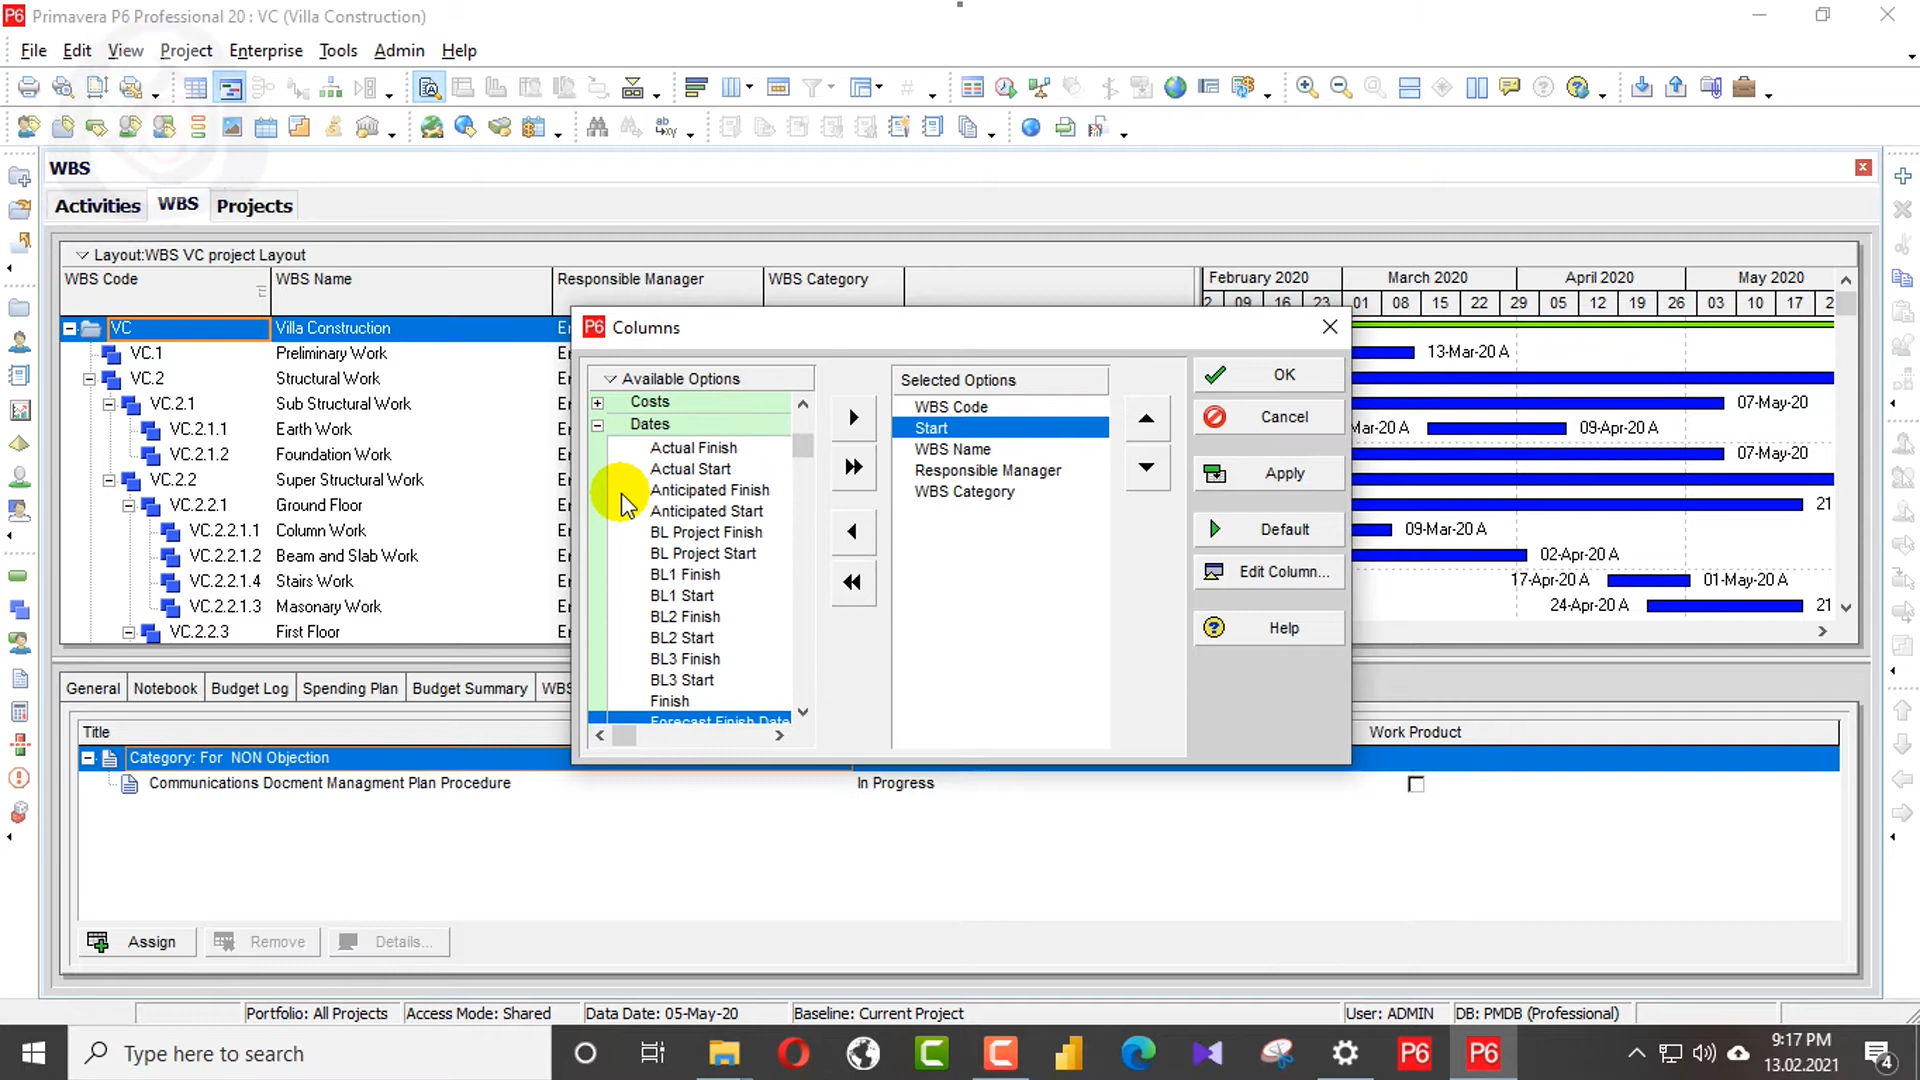 P6 Primavera P6 Professional 20 : VC (Villa Construction)
File Edit View Project Enterprise Tools Admin Help
WBS
Activities WBS Projects
Layout:WBS VC project Layout
WBS Code WBS Name Responsible Manager WBS Category
February 2020 March 2020 April 2020 May 2020
2 09 16 23 01 08 15 22 29 05 12 19 26 03 10 17 2
VC Villa Construction
VC.1 Preliminary Work 13-Mar-20 A
VC.2 Structural Work
VC.2.1 Sub Structural Work 07-May-20
VC.2.1.1 Earth Work 09-Apr-20 A
VC.2.1.2 Foundation Work 07-May-20
VC.2.2 Super Structural Work
VC.2.2.1 Ground Floor 21
VC.2.2.1.1 Column Work 09-Mar-20 A
VC.2.2.1.2 Beam and Slab Work 02-Apr-20 A
VC.2.2.1.4 Stairs Work 17-Apr-20 A 01-May-20 A
VC.2.2.1.3 Masonary Work 24-Apr-20 A 21
VC.2.2.3 First Floor
P6 Columns
Available Options
Costs
Dates
Actual Finish
Actual Start
Anticipated Finish
Anticipated Start
BL Project Finish
BL Project Start
BL1 Finish
BL1 Start
BL2 Finish
BL2 Start
BL3 Finish
BL3 Start
Finish
Forecast Finish Date
Selected Options
WBS Code
Start
WBS Name
Responsible Manager
WBS Category
OK
Cancel
Apply
Default
Edit Column...
Help
General Notebook Budget Log Spending Plan Budget Summary WBS
Title Work Product
Category: For NON Objection
Communications Docment Managment Plan Procedure In Progress
Assign Remove Details...
Portfolio: All Projects Access Mode: Shared Data Date: 05-May-20 Baseline: Current Project User: ADMIN DB: PMDB (Professional)
Type here to search
P6 P6
9:17 PM
13.02.2021
4